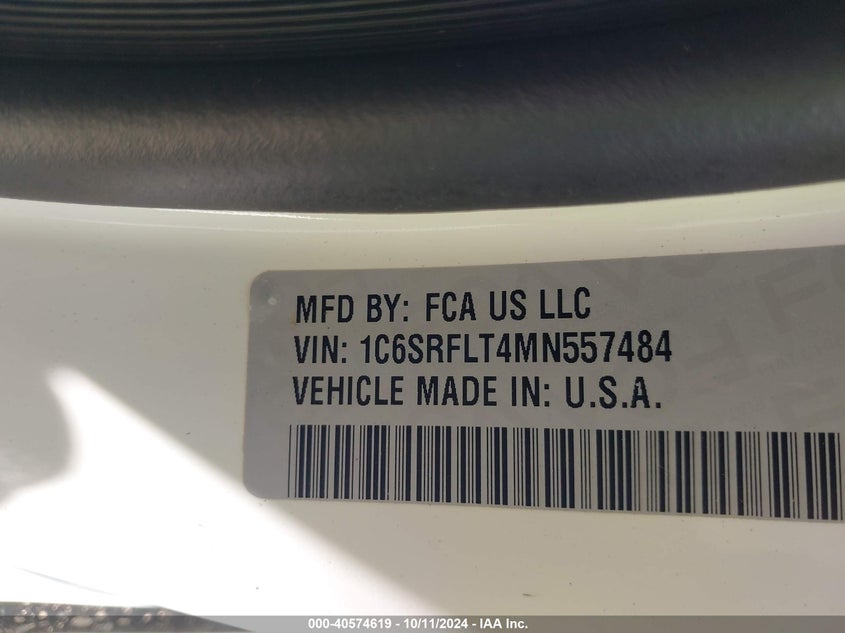 MFD BY: FCA US LLC
VIN: 1C6SRFLT4MN557484
VEHICLE MADE IN: U.S.A.
000-40574619 - 10/11/2024 - IAA Inc.